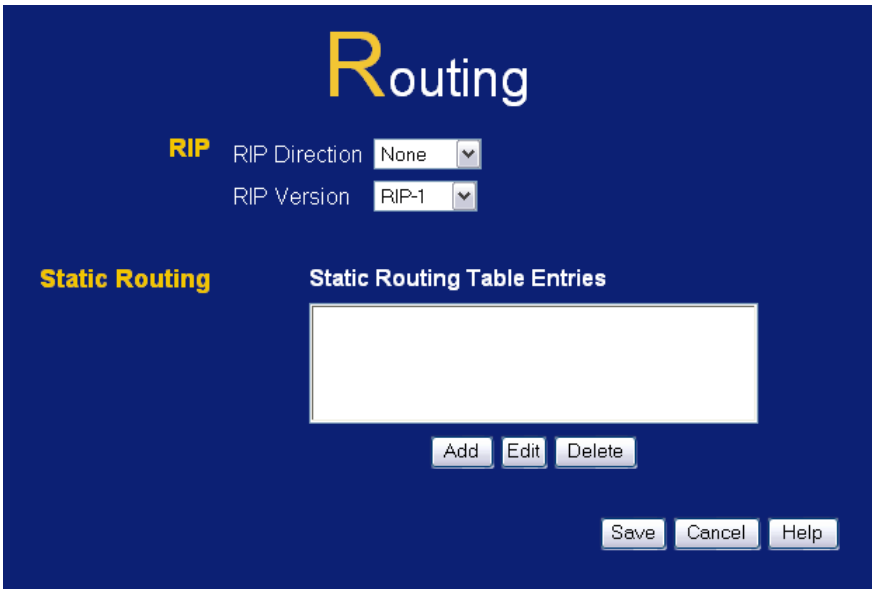 Routing
RIP RIP Direction None
RIP Version RIP-1
Static Routing Static Routing Table Entries
Add Edit Delete
Save Cancel Help